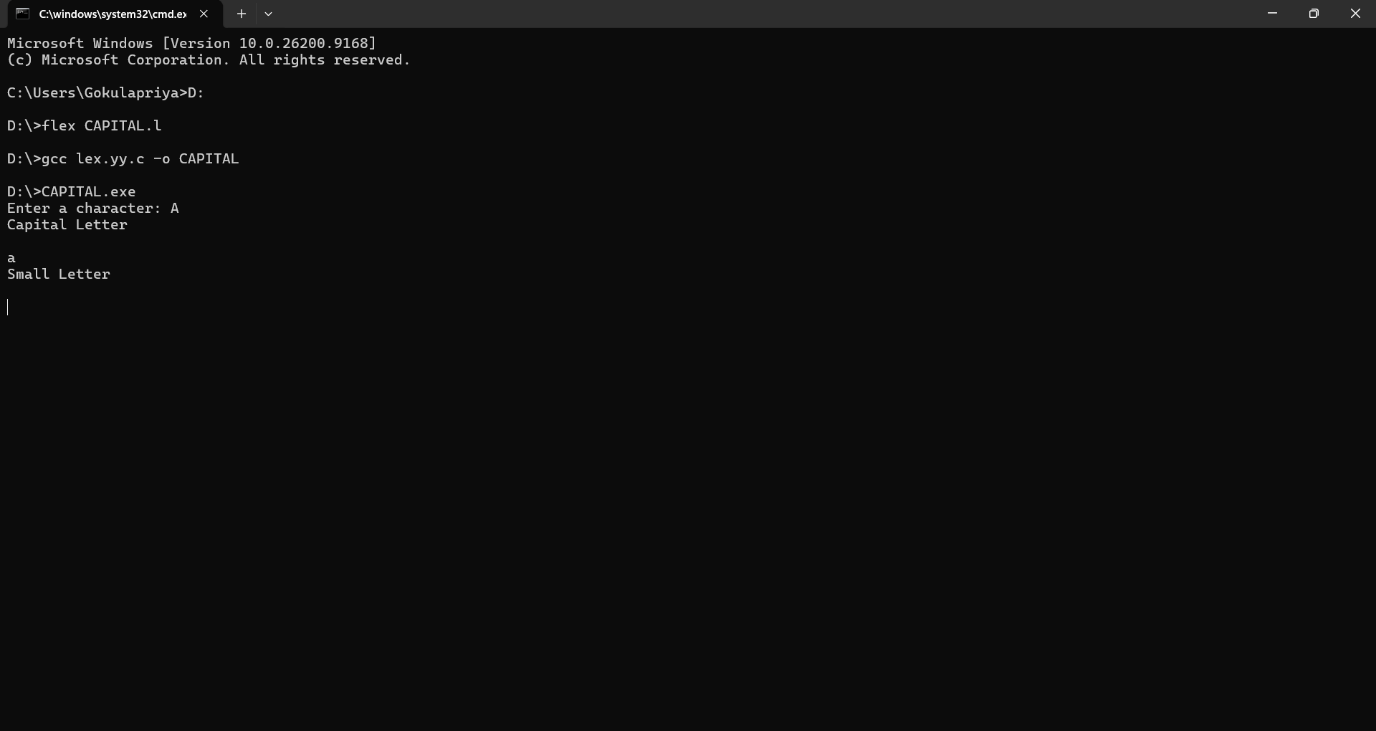 C:\windows\system32\cmd.ex
Microsoft Windows [Version 10.0.26200.9168]
(c) Microsoft Corporation. All rights reserved.
C:\Users\Gokulapriya>D:
D:\>flex CAPITAL.l
D:\>gcc lex.yy.c -o CAPITAL
D:\>CAPITAL.exe
Enter a character: A
Capital Letter
a
Small Letter